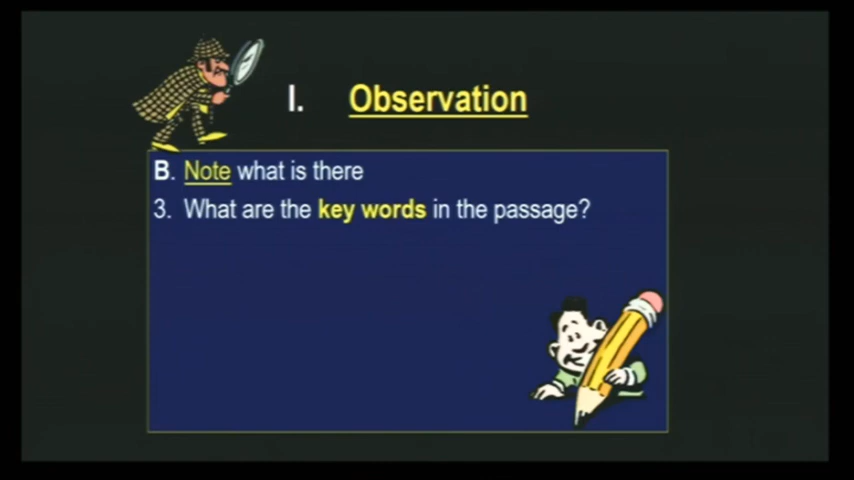 I. Observation
B. Note what is there
3. What are the key words in the passage?